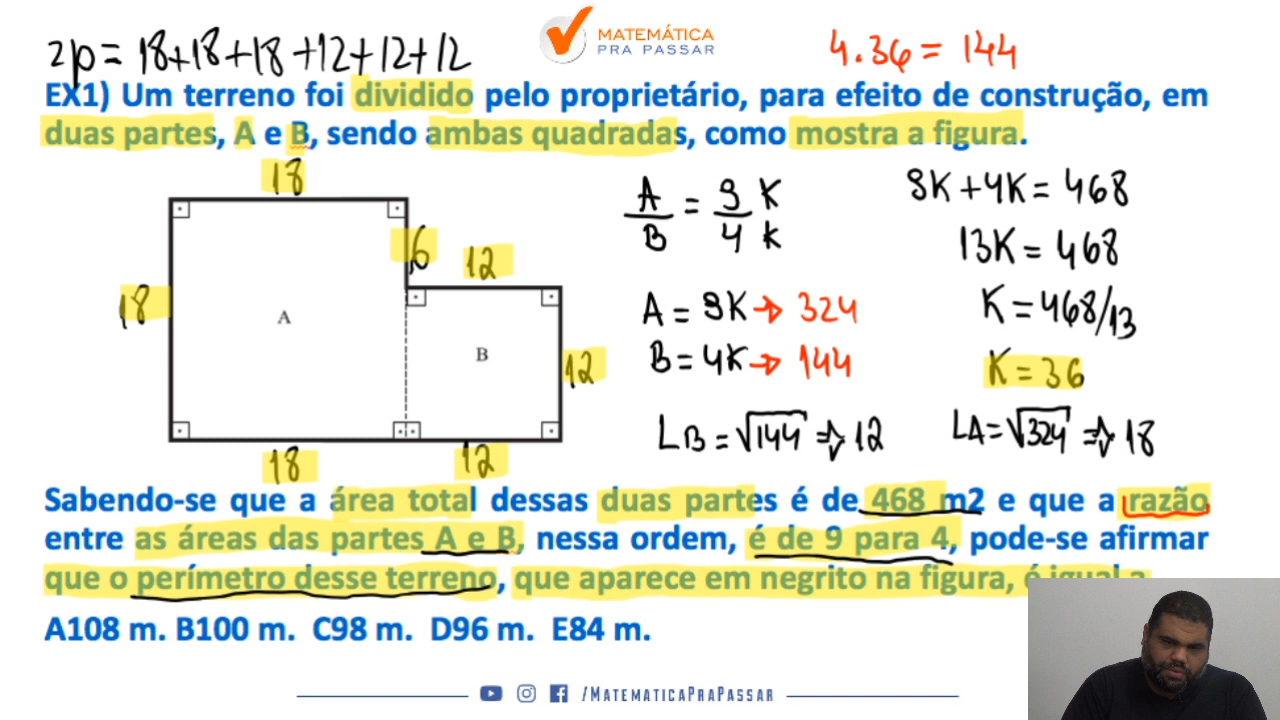 2p = 18+18+18+12+12+12
MATEMÁTICA
PRA PASSAR
4.36 = 144
EX1) Um terreno foi dividido pelo proprietário, para efeito de construção, em
duas partes, A e B, sendo ambas quadradas, como mostra a figura.
18
18
6
12
A
B
12
18
12
A/B = 9K/4K
A = 9K → 324
B = 4K → 144
LB = √144 ⇒ 12
9K + 4K = 468
13K = 468
K = 468/13
K = 36
LA = √324 ⇒ 18
Sabendo-se que a área total dessas duas partes é de 468 m2 e que a razão
entre as áreas das partes A e B, nessa ordem, é de 9 para 4, pode-se afirmar
que o perímetro desse terreno, que aparece em negrito na figura, é igual a
A108 m. B100 m. C98 m. D96 m. E84 m.
/MATEMATICAPRAPASSAR